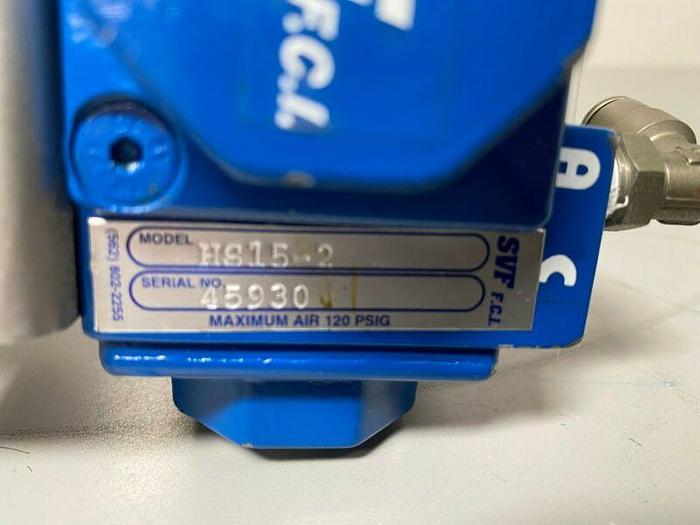 F.C.I.
A
C
MODEL HS15-2
SERIAL NO. 45930
MAXIMUM AIR 120 PSIG
SVF F.C.I.
(562) 802-2255